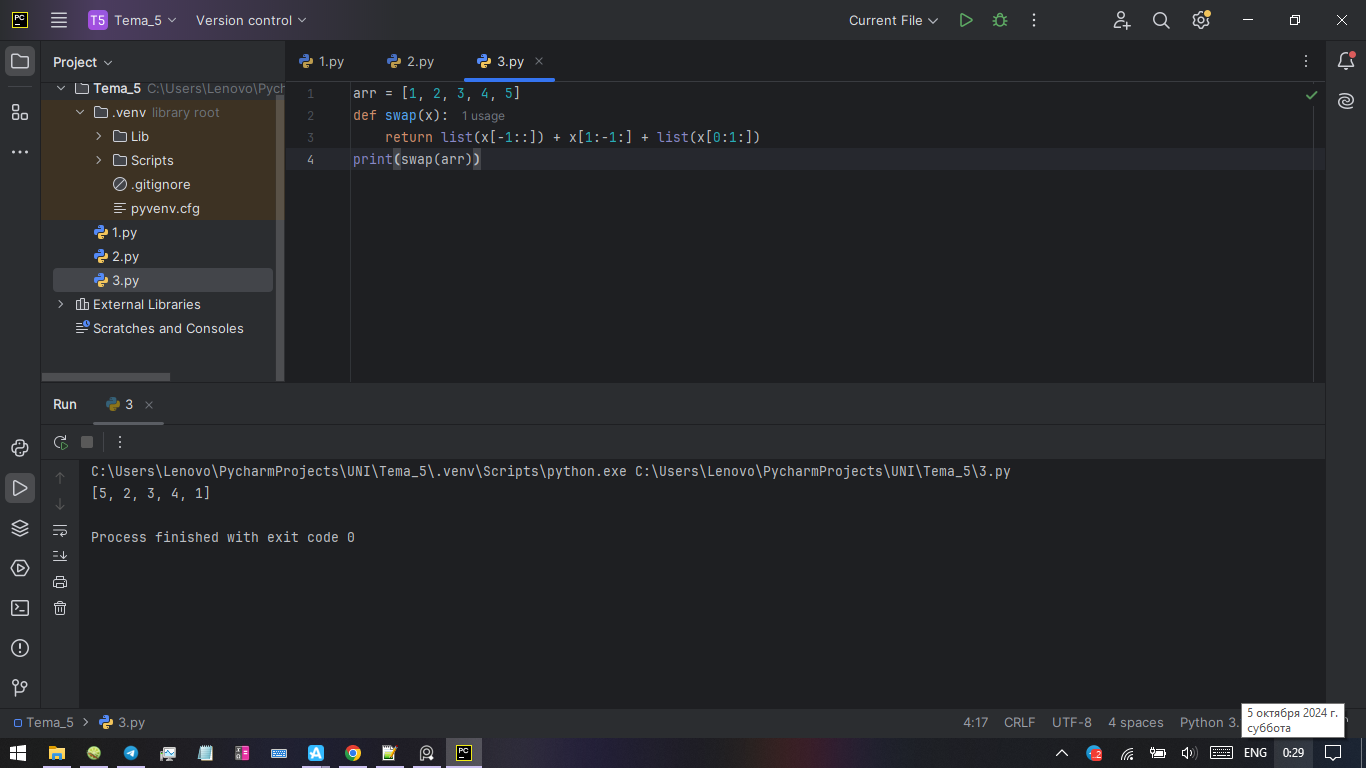 PC T5 Tema_5 Version control Current File
Project 1.py 2.py 3.py
Tema_5 C:\Users\Lenovo\Pych
.venv library root
Lib
Scripts
.gitignore
pyvenv.cfg
1.py
2.py
3.py
External Libraries
Scratches and Consoles
1 arr = [1, 2, 3, 4, 5]
2 def swap(x): 1 usage
3 return list(x[-1::]) + x[1:-1:] + list(x[0:1:])
4 print(swap(arr))
Run 3
C:\Users\Lenovo\PycharmProjects\UNI\Tema_5\.venv\Scripts\python.exe C:\Users\Lenovo\PycharmProjects\UNI\Tema_5\3.py
[5, 2, 3, 4, 1]
Process finished with exit code 0
Tema_5 3.py 4:17 CRLF UTF-8 4 spaces Python 3.
5 октября 2024 г.
суббота
PC 2 ENG 0:29